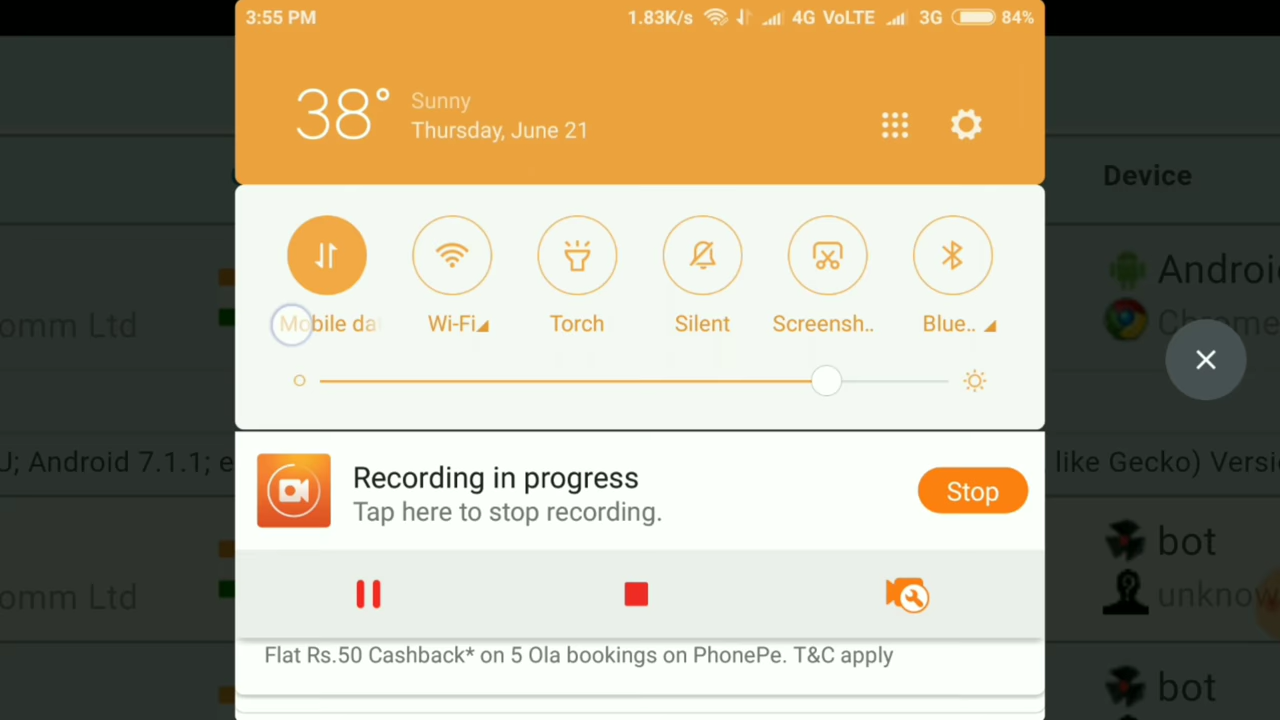 3:55 PM 1.83K/s 4G VoLTE 3G 84%
38° Sunny
Thursday, June 21
Device
Mobile da
Wi-Fi Torch Silent Screensh.. Blue..
Androi
omm Ltd
Chrome
U; Android 7.1.1; e
like Gecko) Versi
Recording in progress
Tap here to stop recording.
Stop
bot
omm Ltd
unknow
Flat Rs.50 Cashback* on 5 Ola bookings on PhonePe. T&C apply
bot